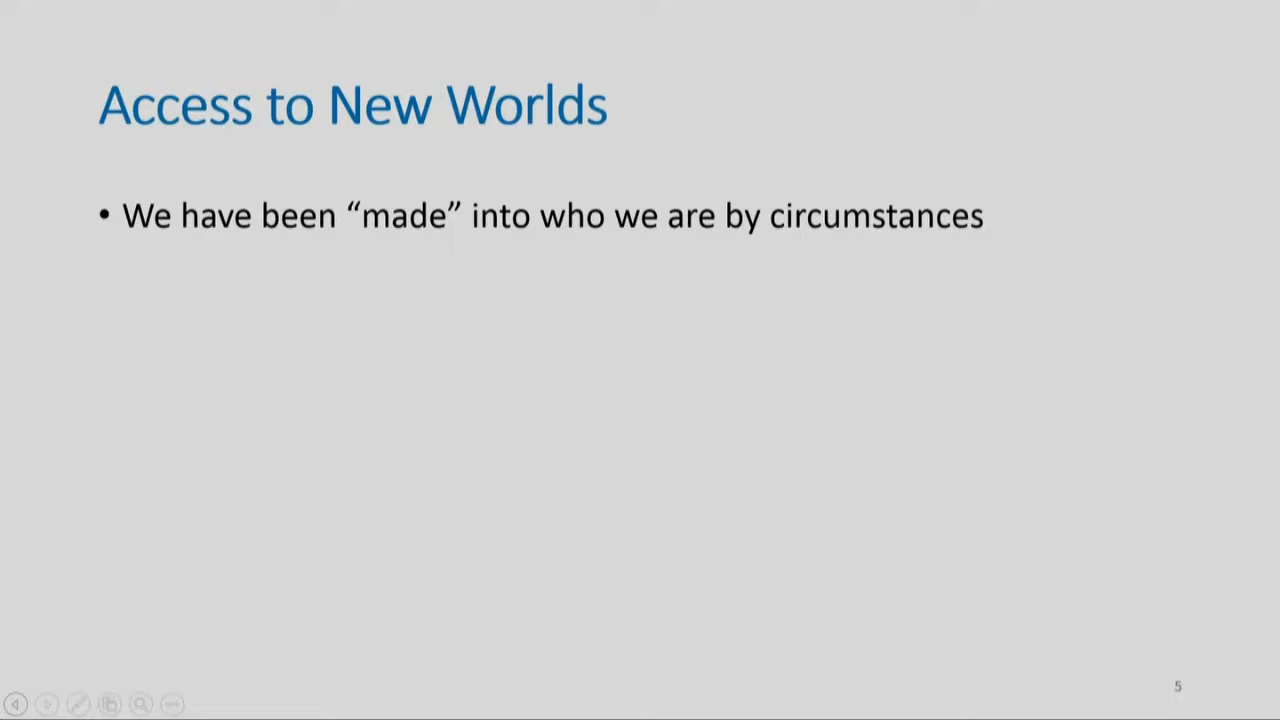 Access to New Worlds
• We have been “made” into who we are by circumstances
5